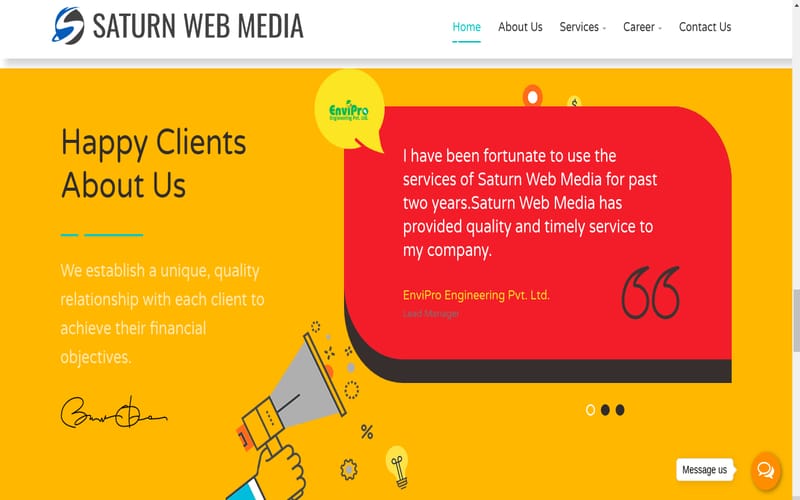 SATURN WEB MEDIA
Home About Us Services Career Contact Us
EnviPro
Engineering Pvt. Ltd.
Happy Clients
About Us
We establish a unique, quality
relationship with each client to
achieve their financial
objectives.
I have been fortunate to use the
services of Saturn Web Media for past
two years.Saturn Web Media has
provided quality and timely service to
my company.
EnviPro Engineering Pvt. Ltd.
Lead Manager
Message us